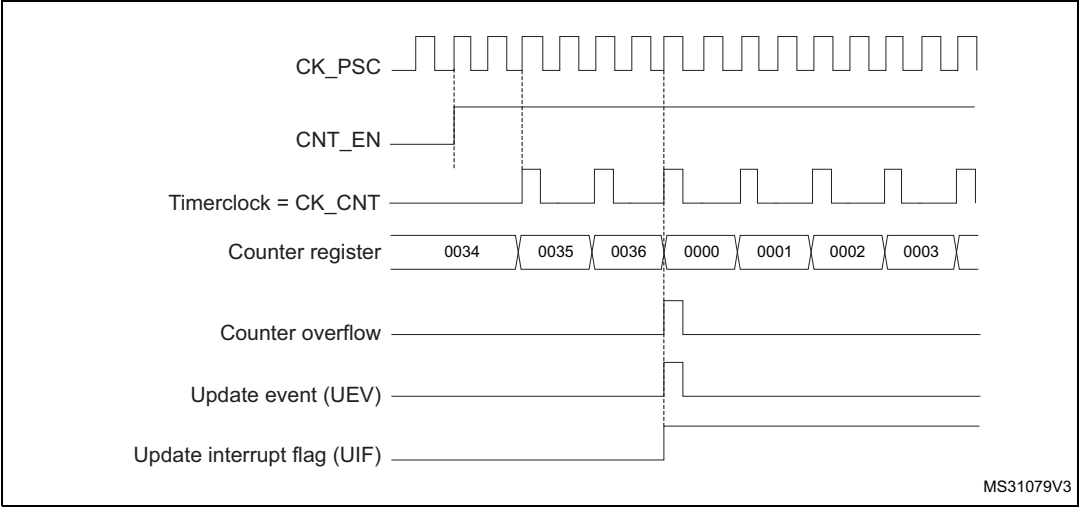 CK_PSC
CNT_EN
Timerclock = CK_CNT
Counter register 0034 0035 0036 0000 0001 0002 0003
Counter overflow
Update event (UEV)
Update interrupt flag (UIF)
MS31079V3